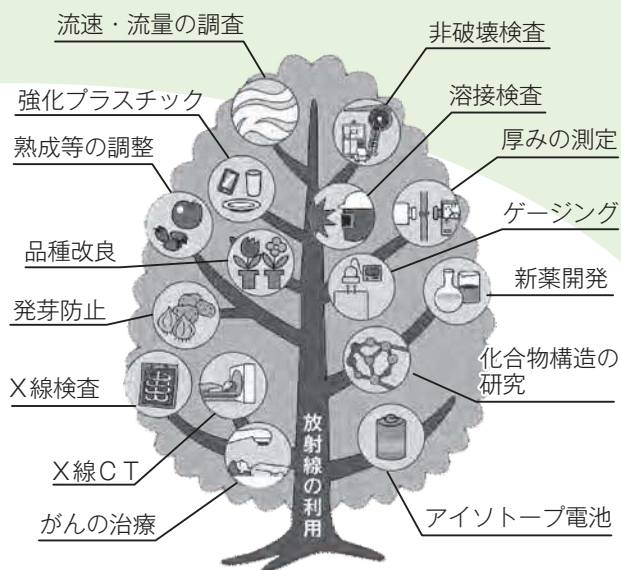 流速・流量の調査
強化プラスチック
熟成等の調整
品種改良
発芽防止
X線検査
X線CT
がんの治療
非破壊検査
溶接検査
厚みの測定
ゲージング
新薬開発
化合物構造の
研究
アイソトープ電池
放射線の利用